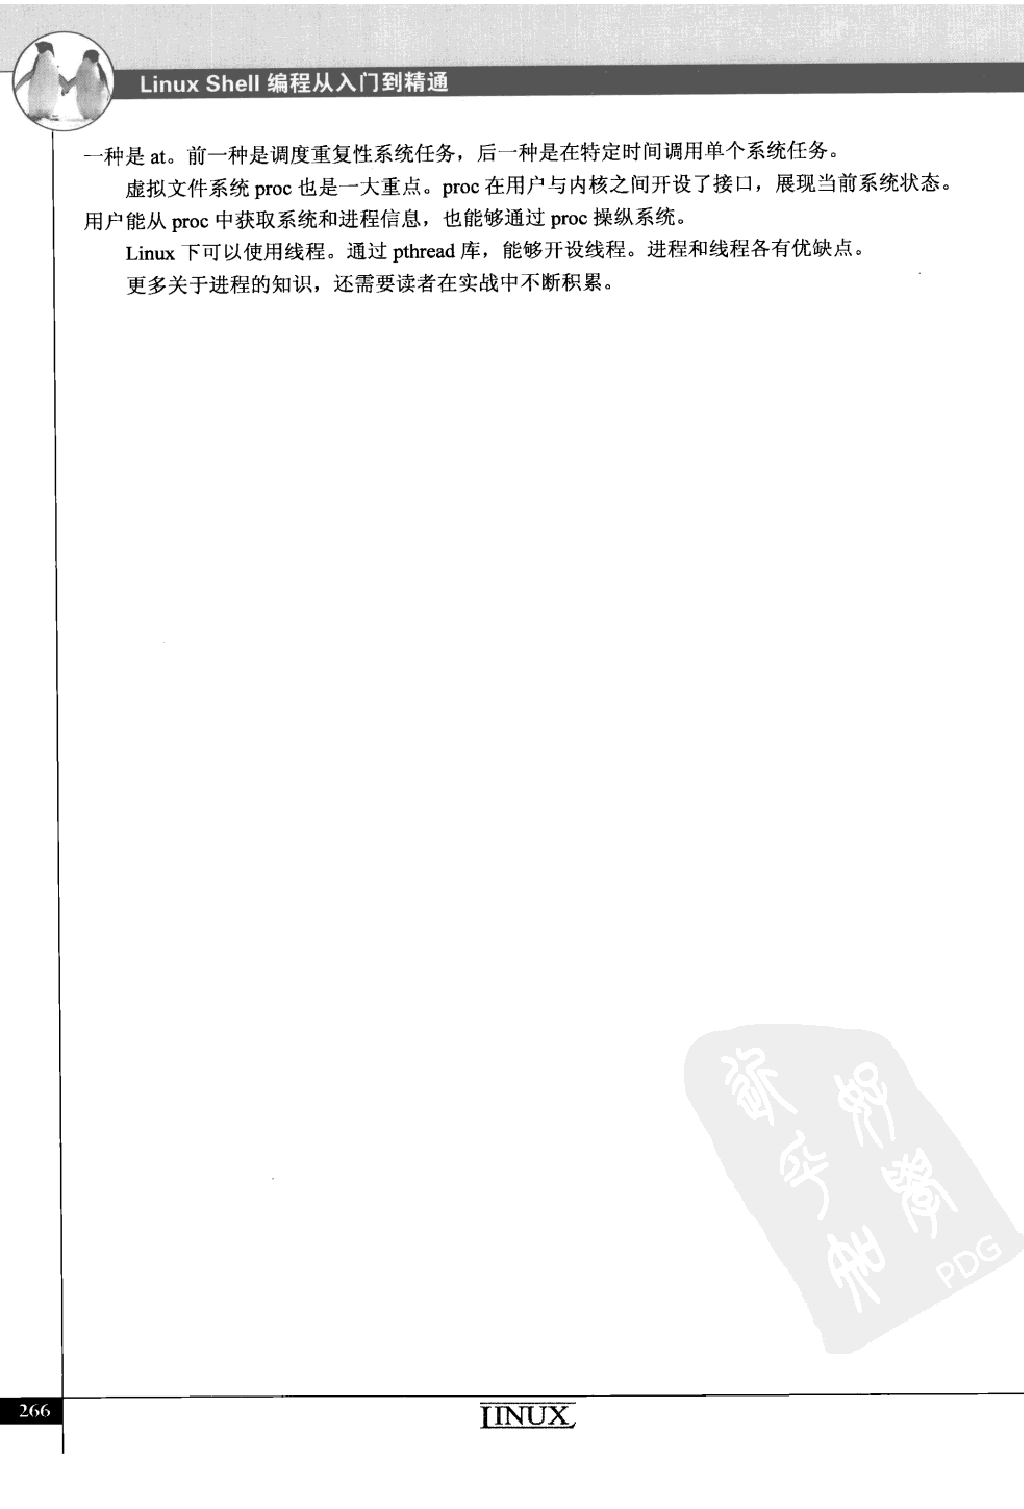 Linux Shell 编程从入门到精通
一种是 at。前一种是调度重复性系统任务，后一种是在特定时间调用单个系统任务。
虚拟文件系统 proc 也是一大重点。proc 在用户与内核之间开设了接口，展现当前系统状态。
用户能从 proc 中获取系统和进程信息，也能够通过 proc 操纵系统。
Linux 下可以使用线程。通过 pthread 库，能够开设线程。进程和线程各有优缺点。
更多关于进程的知识，还需要读者在实战中不断积累。
PDG
266
LINUX